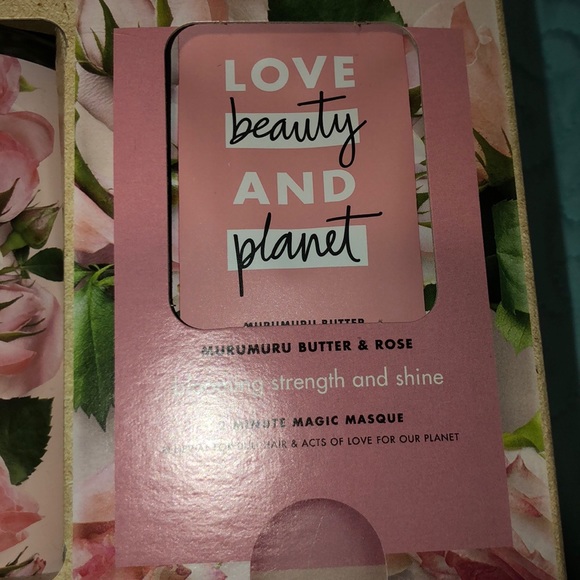 LOVE
beauty
AND
planet
MURUMURU BUTTER
MURUMURU BUTTER & ROSE
blooming strength and shine
MINUTE MAGIC MASQUE
HAIR & ACTS OF LOVE FOR OUR PLANET